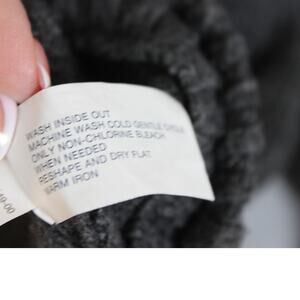 WASH INSIDE OUT
MACHINE WASH COLD GENTLE CYCLE
ONLY NON-CHLORINE BLEACH
WHEN NEEDED
RESHAPE AND DRY FLAT
WARM IRON